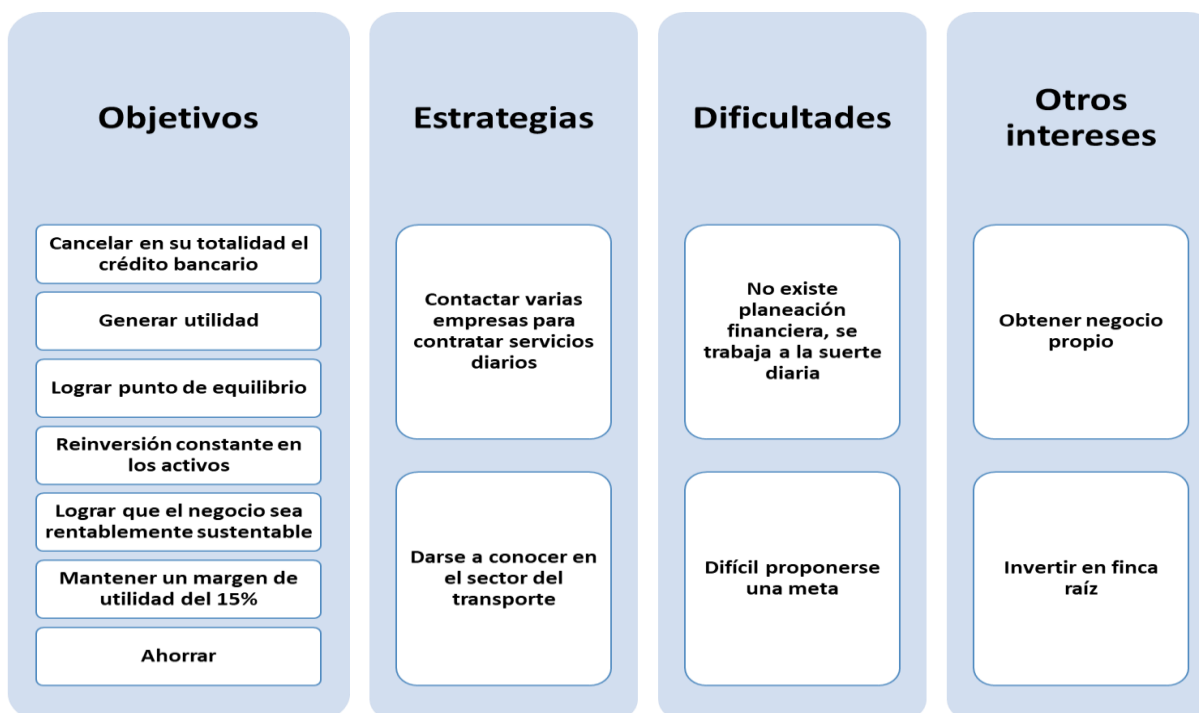 Objetivos
Cancelar en su totalidad el
crédito bancario
Generar utilidad
Lograr punto de equilibrio
Reinversión constante en
los activos
Lograr que el negocio sea
rentablemente sustentable
Mantener un margen de
utilidad del 15%
Ahorrar
Estrategias
Contactar varias
empresas para
contratar servicios
diarios
Darse a conocer en
el sector del
transporte
Dificultades
No existe
planeación
financiera, se
trabaja a la suerte
diaria
Difícil proponerse
una meta
Otros
intereses
Obtener negocio
propio
Invertir en finca
raíz